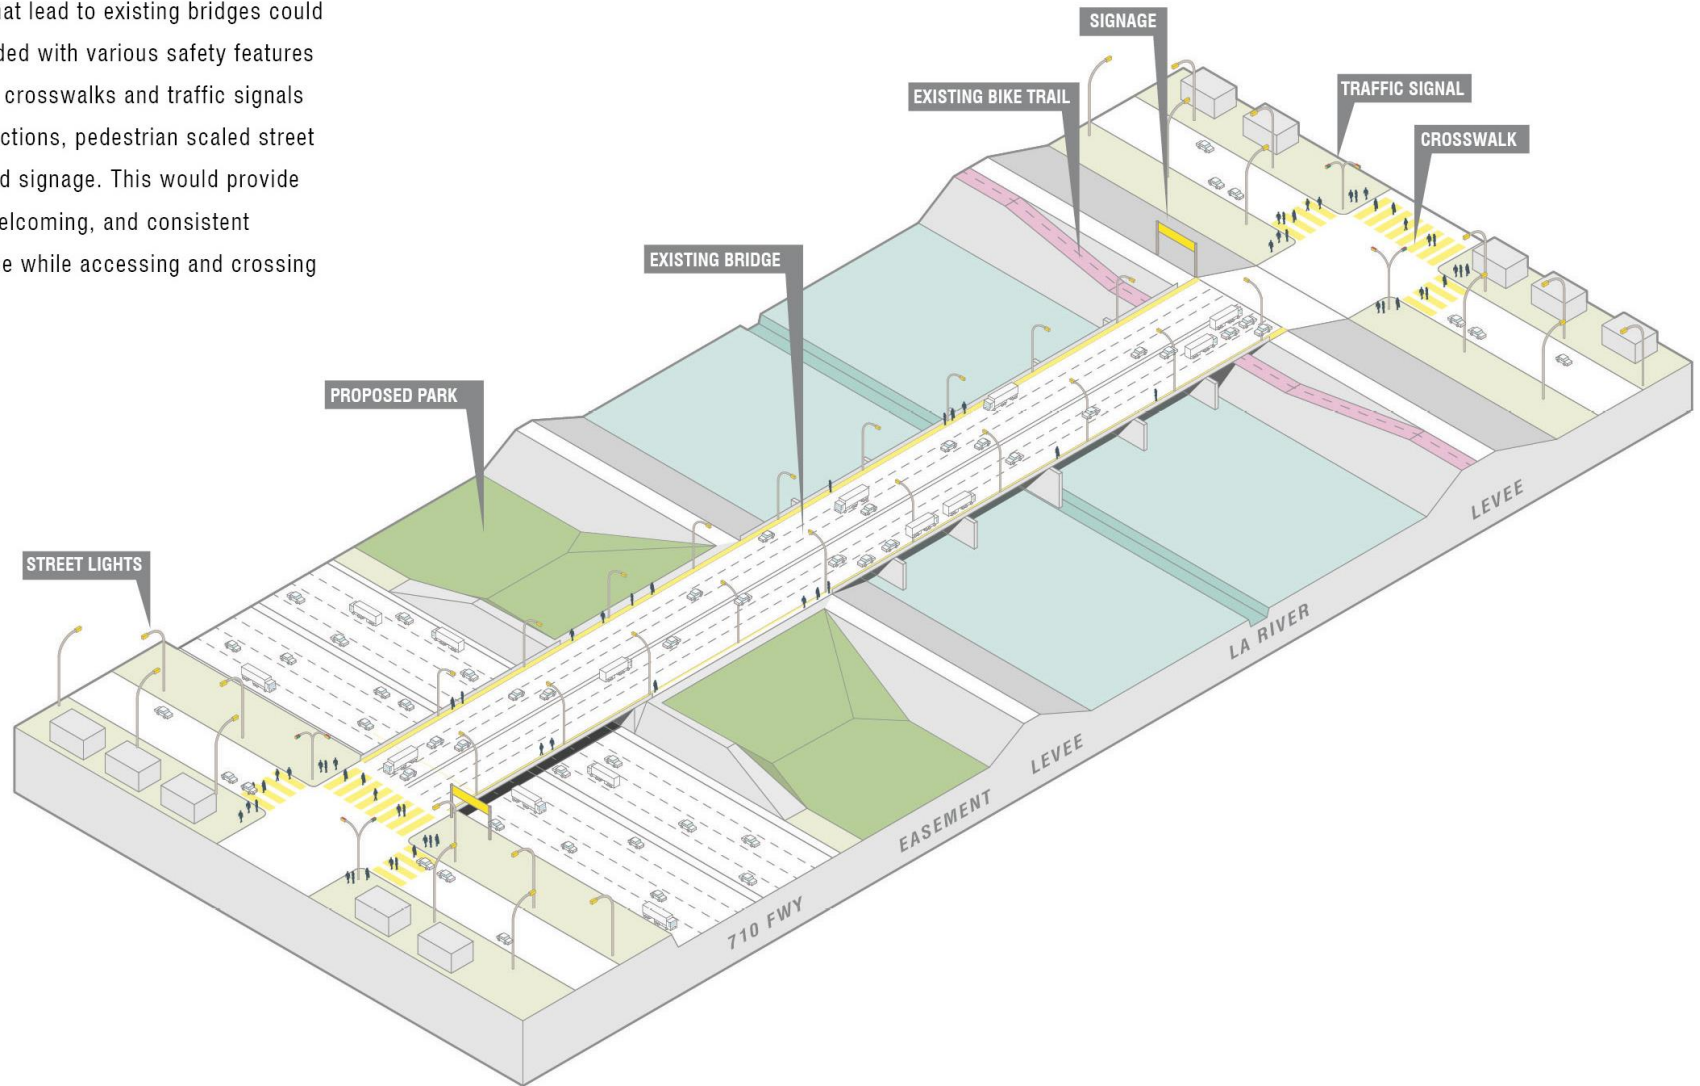 hat lead to existing bridges could
ded with various safety features
crosswalks and traffic signals
ctions, pedestrian scaled street
d signage. This would provide
elcoming, and consistent
e while accessing and crossing
SIGNAGE
EXISTING BIKE TRAIL
TRAFFIC SIGNAL
CROSSWALK
EXISTING BRIDGE
PROPOSED PARK
STREET LIGHTS
LEVEE
LA RIVER
LEVEE
EASEMENT
710 FWY